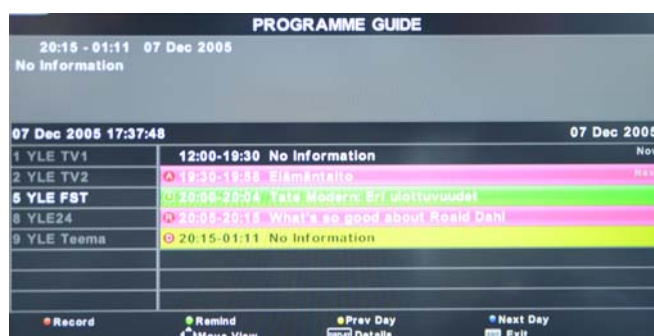 PROGRAMME GUIDE
20:15 - 01:11 07 Dec 2005
No Information
07 Dec 2005 17:37:48 07 Dec 2005
1 YLE TV1 12:00-19:30 No Information Now
2 YLE TV2 R 19:30-19:58 Elämäntaito Next
5 YLE FST 20:00-20:04 Tate Modern: Eri ulottuvuudet
8 YLE24 R 20:05-20:15 What's so good about Roald Dahl
9 YLE Teema 20:15-01:11 No Information
Record Remind Prev Day Next Day
Move View Details Exit